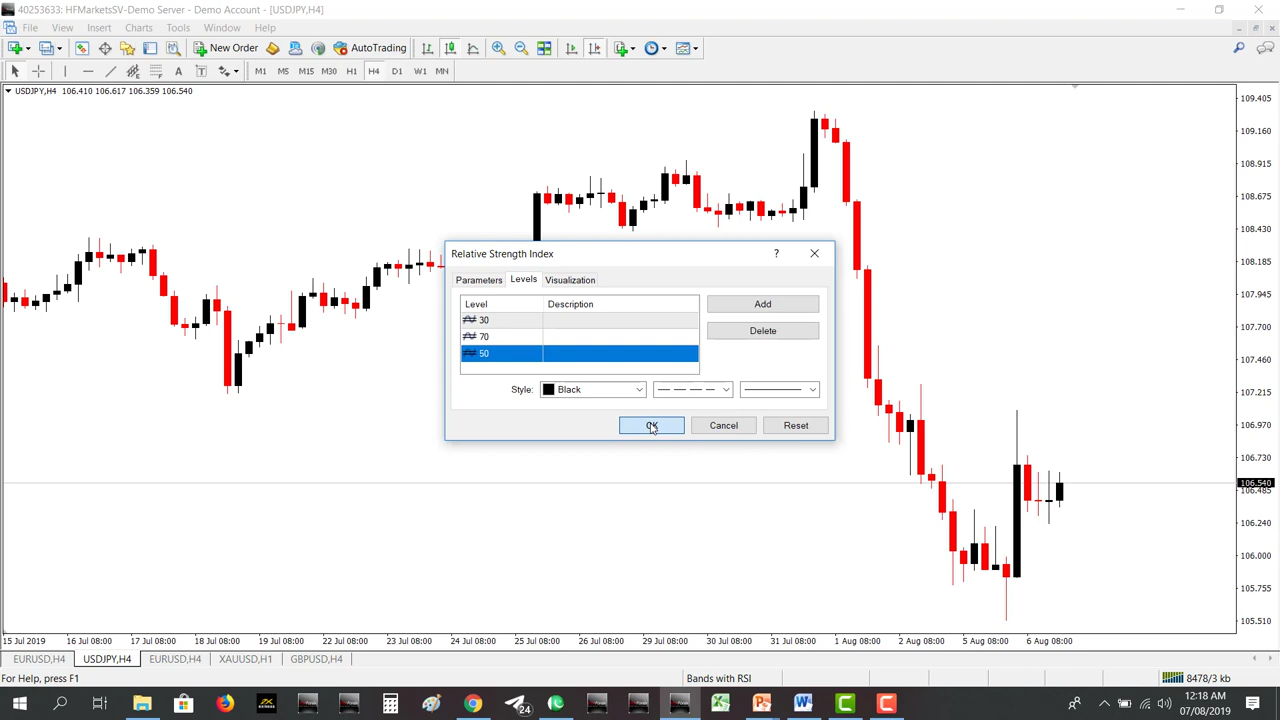 40253633: HFMarketsSV-Demo Server - Demo Account - [USDJPY,H4]
File View Insert Charts Tools Window Help
New Order AutoTrading
A T M1 M5 M15 M30 H1 H4 D1 W1 MN
USDJPY,H4 106.410 106.617 106.359 106.540
109.405
109.160
108.915
108.675
108.430
108.185
107.945
107.700
107.460
107.215
106.970
106.730
106.540
106.485
106.240
106.000
105.755
105.510
Relative Strength Index ?
Parameters Levels Visualization
Level Description
30
70
50
Add
Delete
Style: Black
OK Cancel Reset
15 Jul 2019 16 Jul 08:00 17 Jul 08:00 18 Jul 08:00 19 Jul 08:00 22 Jul 08:00 23 Jul 08:00 24 Jul 08:00 25 Jul 08:00 26 Jul 08:00 29 Jul 08:00 30 Jul 08:00 31 Jul 08:00 1 Aug 08:00 2 Aug 08:00 5 Aug 08:00 6 Aug 08:00
EURUSD,H4 USDJPY,H4 EURUSD,H4 XAUUSD,H1 GBPUSD,H4
For Help, press F1 Bands with RSI 8478/3 kb
24
12:18 AM
07/08/2019